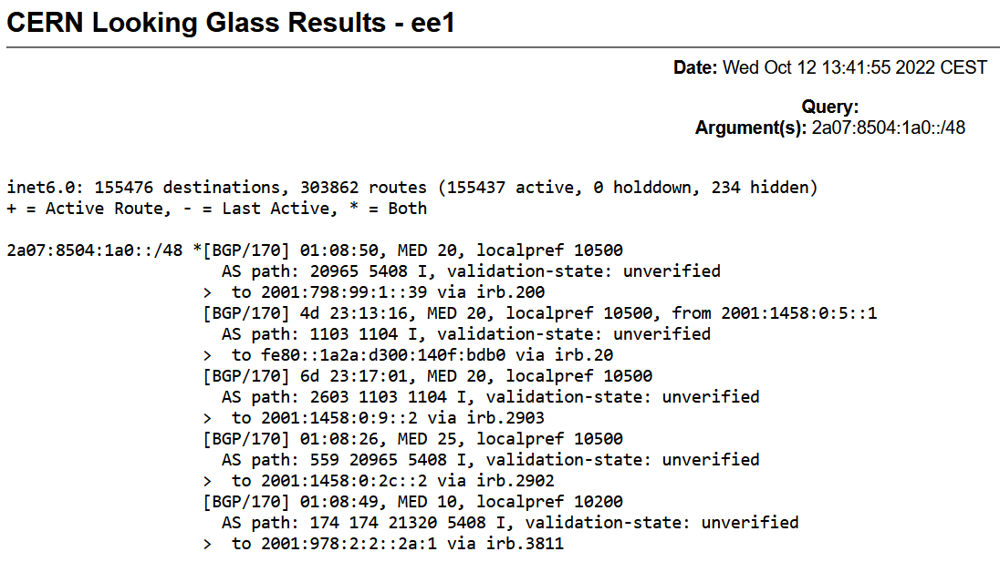 CERN Looking Glass Results - ee1
Date: Wed Oct 12 13:41:55 2022 CEST
Query:
Argument(s): 2a07:8504:1a0::/48
inet6.0: 155476 destinations, 303862 routes (155437 active, 0 holddown, 234 hidden)
+ = Active Route, - = Last Active, * = Both
2a07:8504:1a0::/48 *[BGP/170] 01:08:50, MED 20, localpref 10500
AS path: 20965 5408 I, validation-state: unverified
> to 2001:798:99:1::39 via irb.200
[BGP/170] 4d 23:13:16, MED 20, localpref 10500, from 2001:1458:0:5::1
AS path: 1103 1104 I, validation-state: unverified
> to fe80::1a2a:d300:140f:bdb0 via irb.20
[BGP/170] 6d 23:17:01, MED 20, localpref 10500
AS path: 2603 1103 1104 I, validation-state: unverified
> to 2001:1458:0:9::2 via irb.2903
[BGP/170] 01:08:26, MED 25, localpref 10500
AS path: 559 20965 5408 I, validation-state: unverified
> to 2001:1458:0:2c::2 via irb.2902
[BGP/170] 01:08:49, MED 10, localpref 10200
AS path: 174 174 21320 5408 I, validation-state: unverified
> to 2001:978:2:2::2a:1 via irb.3811